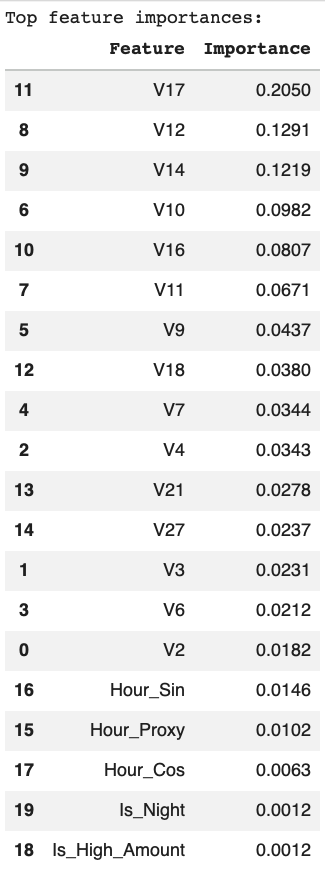 Top feature importances:
Feature Importance
11 V17 0.2050
8 V12 0.1291
9 V14 0.1219
6 V10 0.0982
10 V16 0.0807
7 V11 0.0671
5 V9 0.0437
12 V18 0.0380
4 V7 0.0344
2 V4 0.0343
13 V21 0.0278
14 V27 0.0237
1 V3 0.0231
3 V6 0.0212
0 V2 0.0182
16 Hour_Sin 0.0146
15 Hour_Proxy 0.0102
17 Hour_Cos 0.0063
19 Is_Night 0.0012
18 Is_High_Amount 0.0012